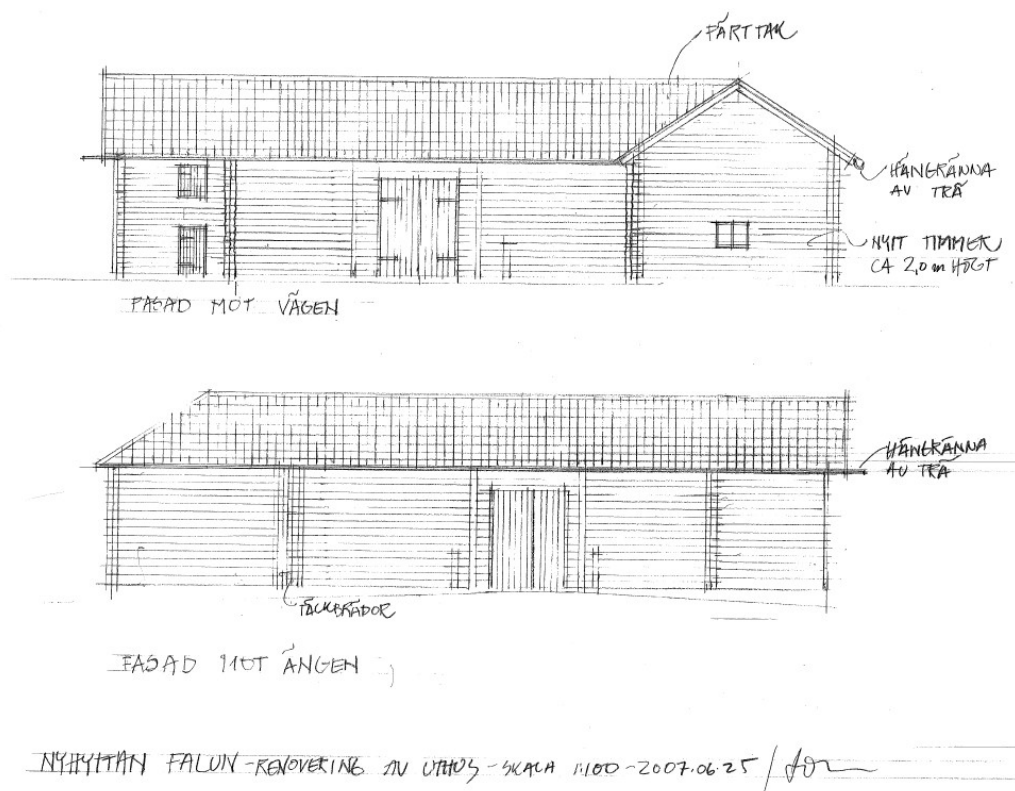 PÄRTTAK
HÄNGRÄNNA
AV TRÄ
NYTT TIMMER
CA 2,0 m HÖGT
FASAD MOT VÄGEN
HÄNGRÄNNA
AV TRÄ
TÄCKBRÄDOR
FASAD MOT ÄNGEN
NYHYTTAN FALUN - RENOVERING AV UTHUS - SKALA 1:100 - 2007.06.25 /